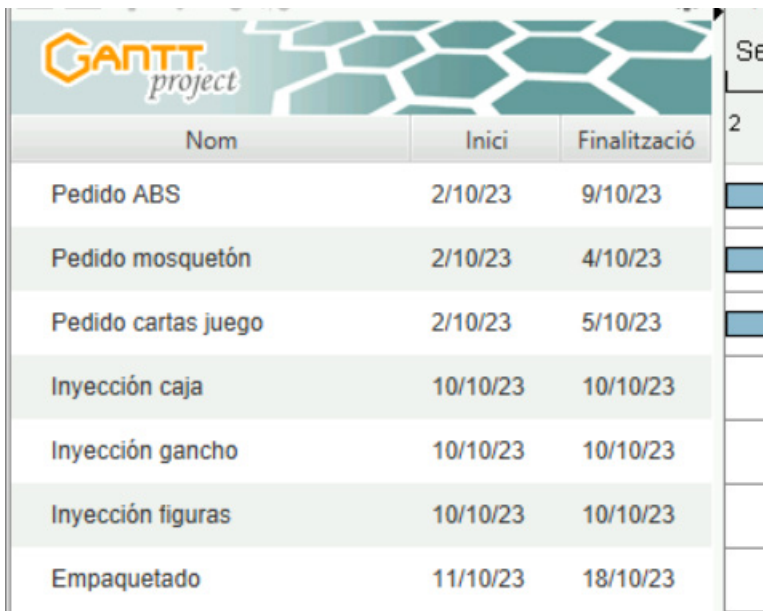 GANTT
project
Se
Nom Inici Finalització
2
Pedido ABS 2/10/23 9/10/23
Pedido mosquetón 2/10/23 4/10/23
Pedido cartas juego 2/10/23 5/10/23
Inyección caja 10/10/23 10/10/23
Inyección gancho 10/10/23 10/10/23
Inyección figuras 10/10/23 10/10/23
Empaquetado 11/10/23 18/10/23